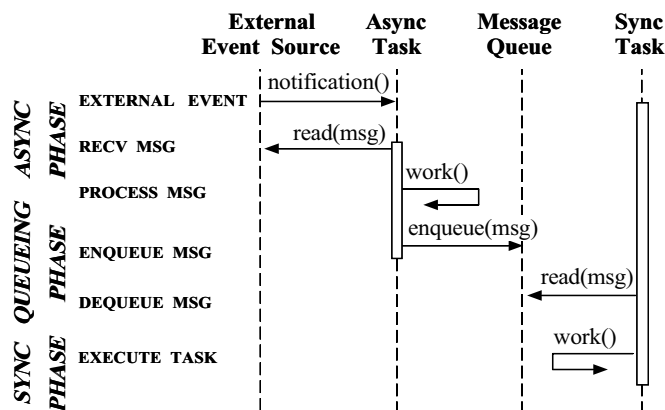 External
Event Source
Async
Task
Message
Queue
Sync
Task
ASYNC
PHASE
EXTERNAL EVENT
notification()
RECV MSG
read(msg)
PROCESS MSG
work()
QUEUEING
PHASE
ENQUEUE MSG
enqueue(msg)
DEQUEUE MSG
read(msg)
SYNC
PHASE
EXECUTE TASK
work()